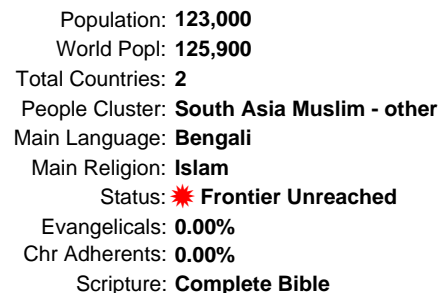 Population: 123,000
World Popl: 125,900
Total Countries: 2
People Cluster: South Asia Muslim - other
Main Language: Bengali
Main Religion: Islam
Status: Frontier Unreached
Evangelicals: 0.00%
Chr Adherents: 0.00%
Scripture: Complete Bible